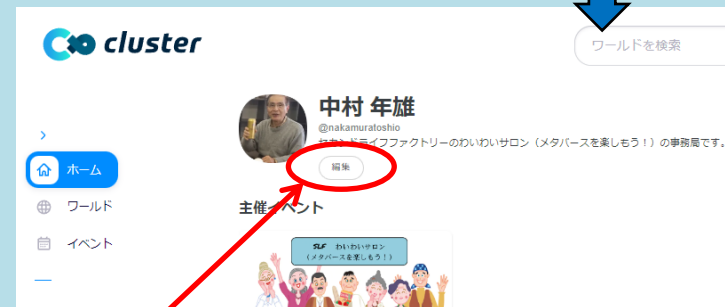 cluster
ワールドを検索
中村 年雄
@nakamuratoshio
セカンドライフファクトリーのわいわいサロン（メタバースを楽しもう！）の事務局です。
編集
ホーム
ワールド
イベント
主催イベント
SLF わいわいサロン
（メタバースを楽しもう！）